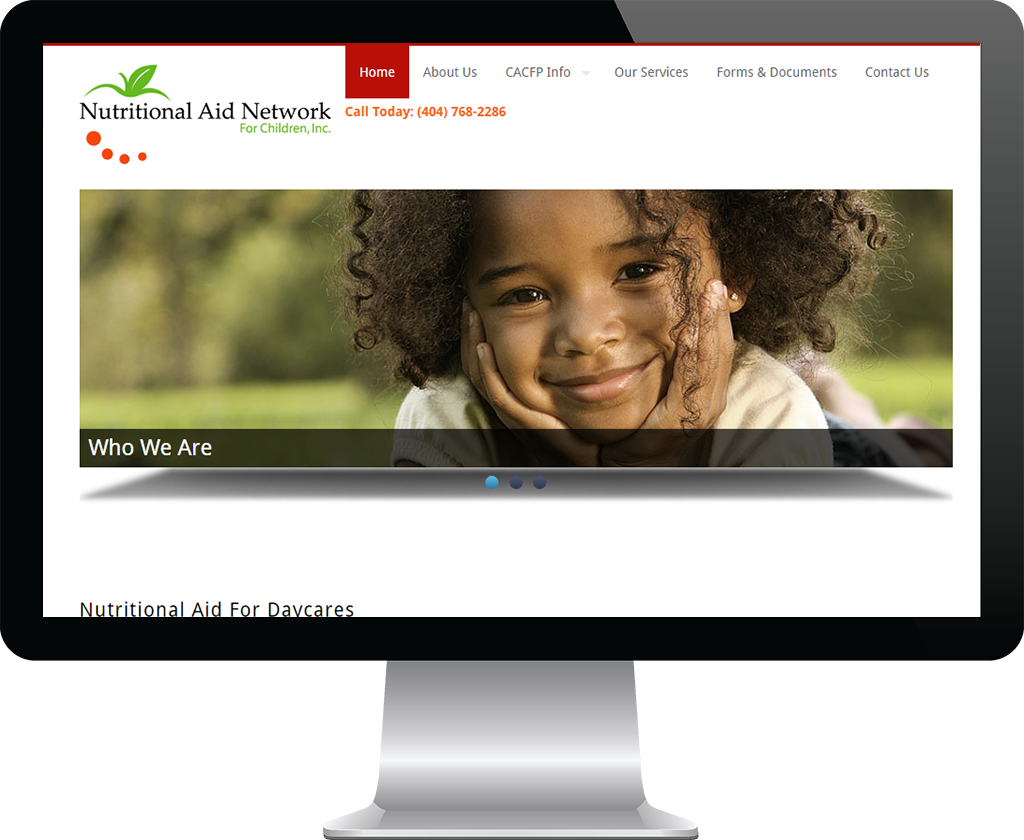 Home About Us CACFP Info Our Services Forms & Documents Contact Us
Nutritional Aid Network
For Children, Inc.
Call Today: (404) 768-2286
Who We Are
Nutritional Aid For Daycares